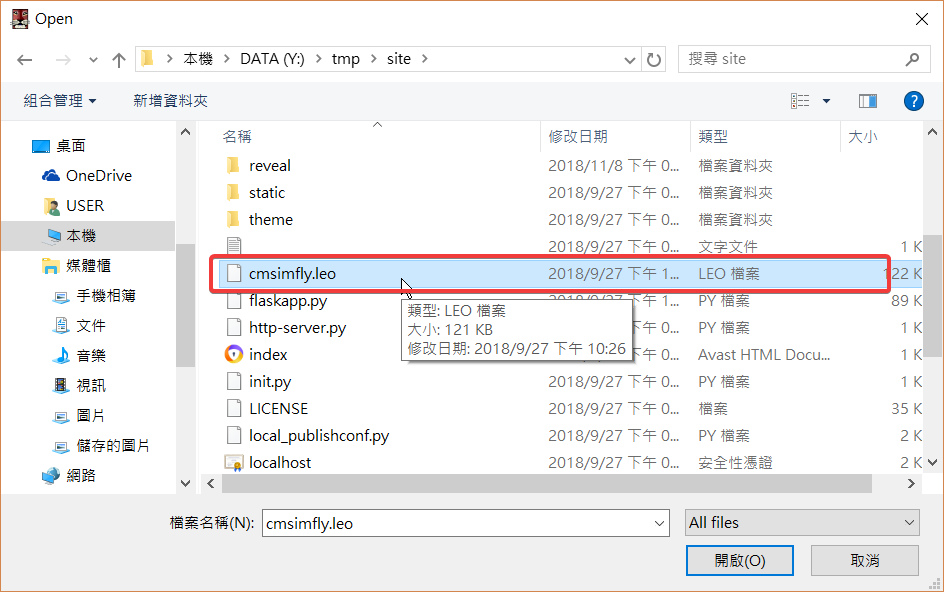 Open
本機 DATA (Y:) tmp site
搜尋 site
組合管理 新增資料夾
?
名稱 修改日期 類型 大小
桌面
OneDrive
USER
本機
媒體櫃
手機相簿
文件
音樂
視訊
圖片
儲存的圖片
網路
reveal 2018/11/8 下午 0... 檔案資料夾
static 2018/9/27 下午 0... 檔案資料夾
theme 2018/9/27 下午 0... 檔案資料夾
2018/9/27 下午 0... 文字文件 1 K
cmsimfly.leo 2018/9/27 下午 1... LEO 檔案 122 K
flaskapp.py 2018/9/27 下午 1... PY 檔案 89 K
http-server.py PY 檔案 1 K
index Avast HTML Docu... 1 K
init.py 2018/9/27 下午 0... PY 檔案 1 K
LICENSE 2018/9/27 下午 0... 檔案 35 K
local_publishconf.py 2018/9/27 下午 0... PY 檔案 2 K
localhost 2018/9/27 下午 0... 安全性憑證 2 K
類型: LEO 檔案
大小: 121 KB
修改日期: 2018/9/27 下午 10:26
檔案名稱(N): cmsimfly.leo All files
開啟(O) 取消